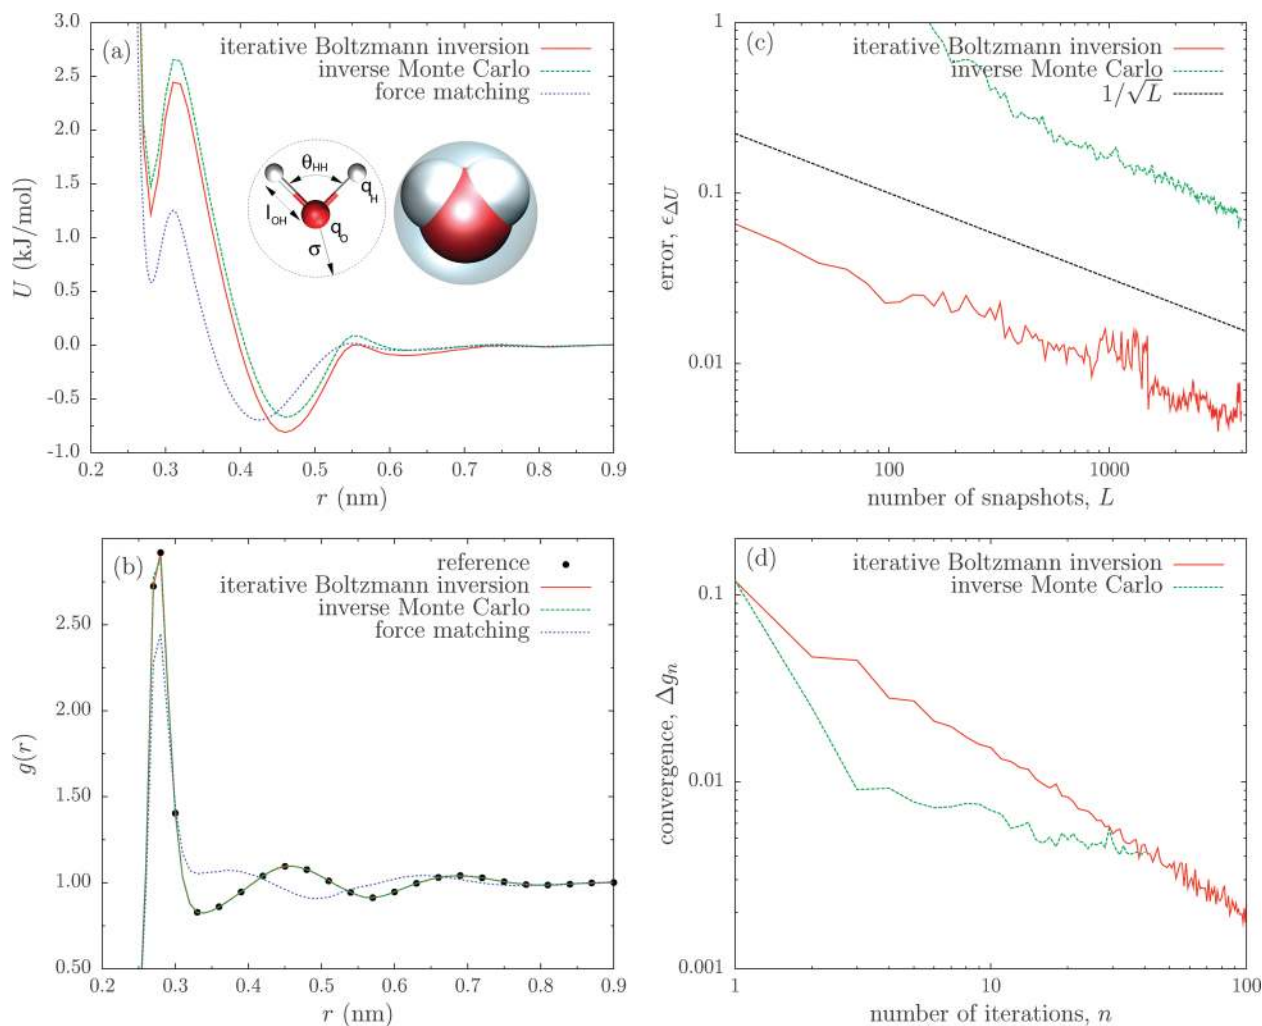 (a)
iterative Boltzmann inversion
inverse Monte Carlo
force matching
U (kJ/mol)
3.0
2.5
2.0
1.5
1.0
0.5
0.0
-0.5
-1.0
θHH
lOH
qH
qO
σ
0.2 0.3 0.4 0.5 0.6 0.7 0.8 0.9
r (nm)
(c)
iterative Boltzmann inversion
inverse Monte Carlo
1/√L
error, ϵΔU
1
0.1
0.01
100 1000
number of snapshots, L
(b)
reference
iterative Boltzmann inversion
inverse Monte Carlo
force matching
g(r)
2.50
2.00
1.50
1.00
0.50
0.2 0.3 0.4 0.5 0.6 0.7 0.8 0.9
r (nm)
(d)
iterative Boltzmann inversion
inverse Monte Carlo
convergence, Δgn
0.1
0.01
0.001
1 10 100
number of iterations, n